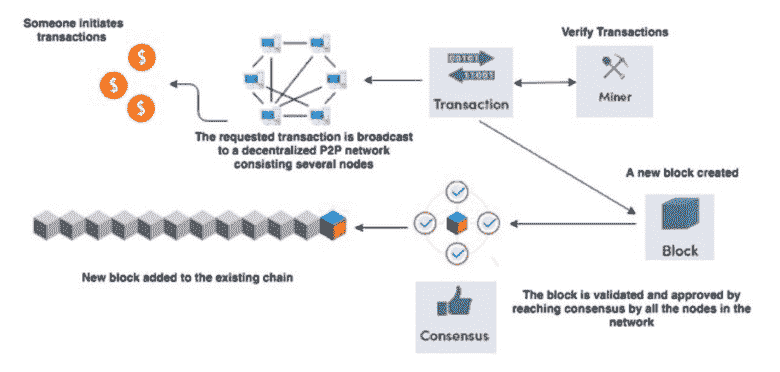 Someone initiates
transactions
$
$
$
The requested transaction is broadcast
to a decentralized P2P network
consisting several nodes
Transaction
Verify Transactions
Miner
A new block created
Block
New block added to the existing chain
Consensus
The block is validated and approved by
reaching consensus by all the nodes in the
network